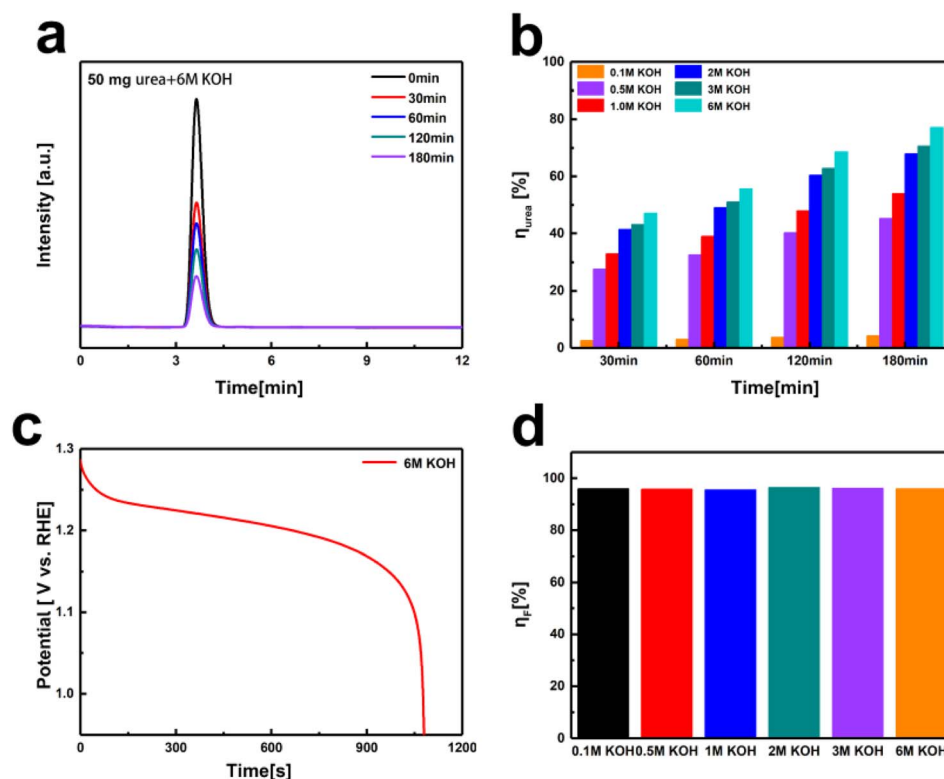 a
50 mg urea+6M KOH
0min
30min
60min
120min
180min
Intensity [a.u.]
0 3 6 9 12
Time[min]
b
100
80
60
40
20
0
0.1M KOH 2M KOH
0.5M KOH 3M KOH
1.0M KOH 6M KOH
ηurea [%]
30min 60min 120min 180min
Time[min]
c
1.3
1.2
1.1
1.0
6M KOH
Potential [ V vs. RHE]
0 300 600 900 1200
Time[s]
d
100
80
60
40
20
0
ηF[%]
0.1M KOH 0.5M KOH 1M KOH 2M KOH 3M KOH 6M KOH